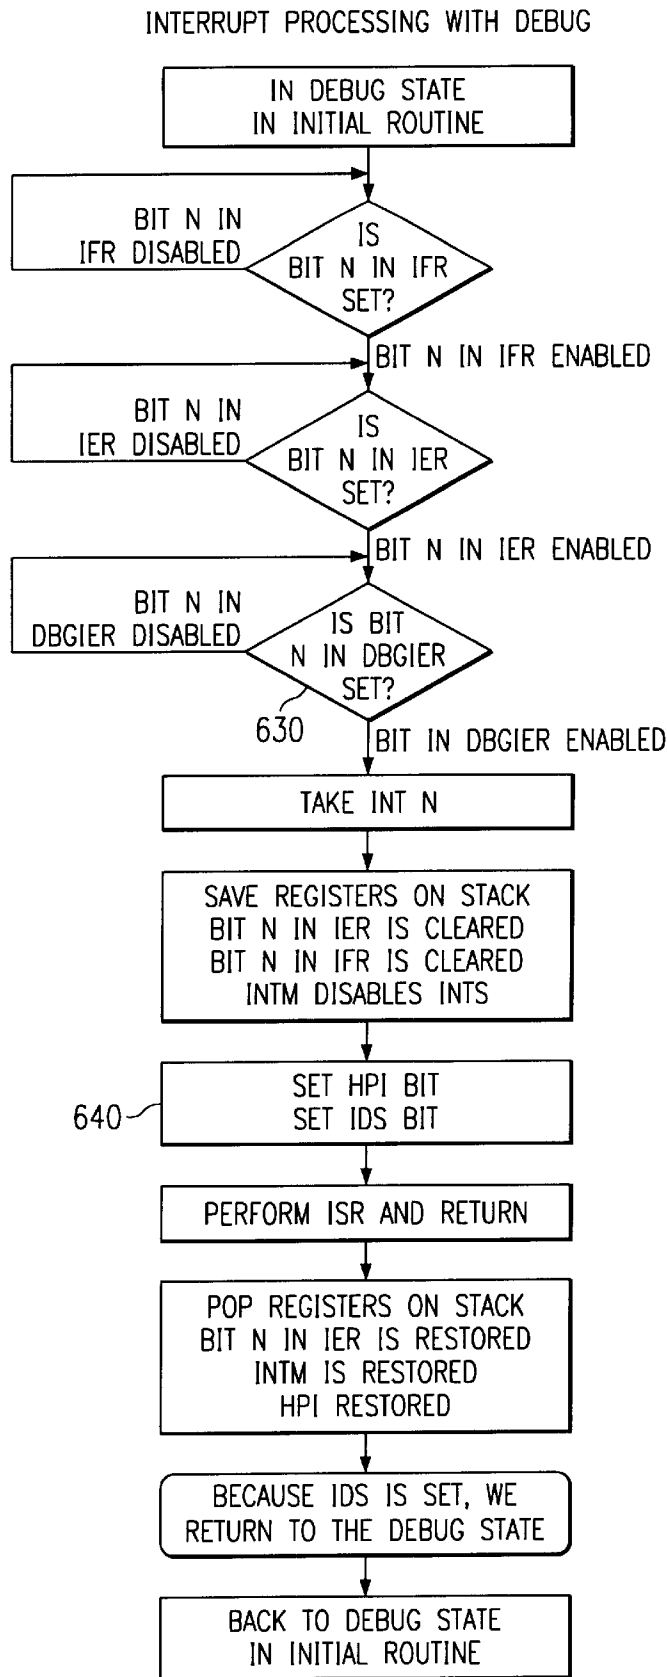 INTERRUPT PROCESSING WITH DEBUG
IN DEBUG STATE
IN INITIAL ROUTINE
BIT N IN
IFR DISABLED
IS
BIT N IN IFR
SET?
BIT N IN IFR ENABLED
BIT N IN
IER DISABLED
IS
BIT N IN IER
SET?
BIT N IN IER ENABLED
BIT N IN
DBGIER DISABLED
IS BIT
N IN DBGIER
SET?
630
BIT IN DBGIER ENABLED
TAKE INT N
SAVE REGISTERS ON STACK
BIT N IN IER IS CLEARED
BIT N IN IFR IS CLEARED
INTM DISABLES INTS
640
SET HPI BIT
SET IDS BIT
PERFORM ISR AND RETURN
POP REGISTERS ON STACK
BIT N IN IER IS RESTORED
INTM IS RESTORED
HPI RESTORED
BECAUSE IDS IS SET, WE
RETURN TO THE DEBUG STATE
BACK TO DEBUG STATE
IN INITIAL ROUTINE